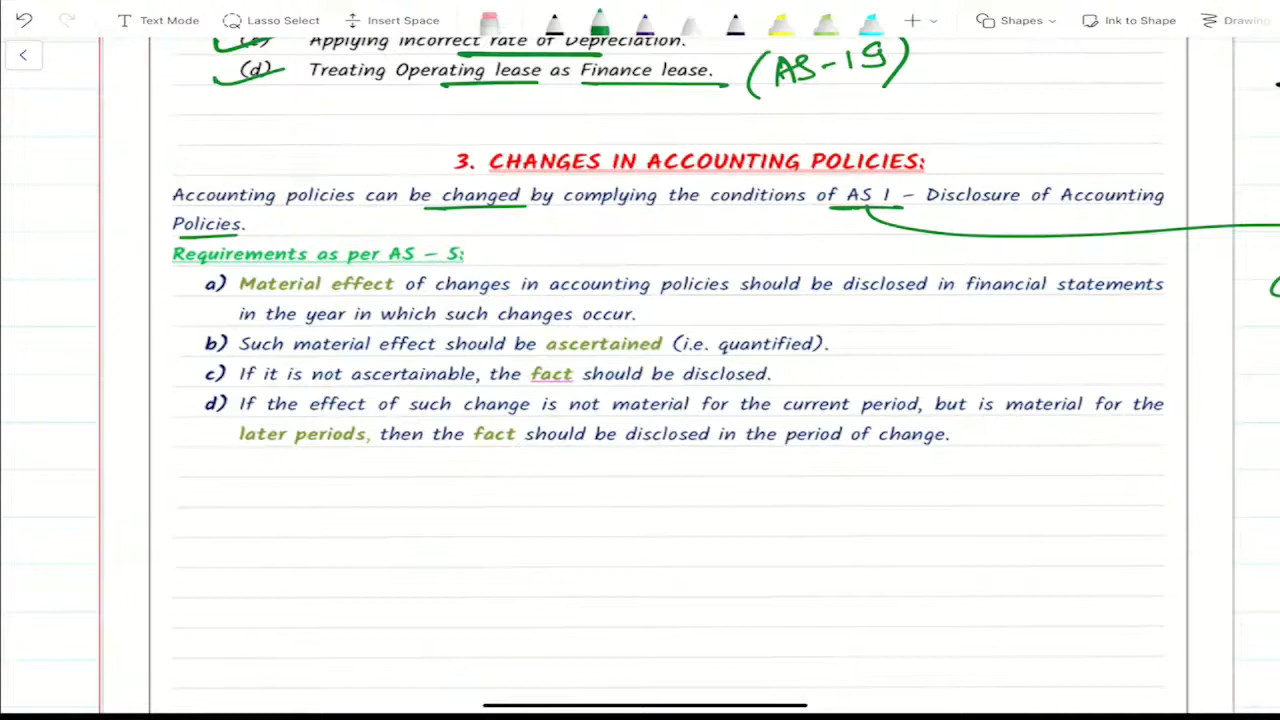 Text Mode Lasso Select Insert Space Shapes Ink to Shape Drawing
(c) Applying Incorrect rate of Depreciation.
(d) Treating Operating lease as Finance lease. (AS-19)
3. CHANGES IN ACCOUNTING POLICIES:
Accounting policies can be changed by complying the conditions of AS 1 – Disclosure of Accounting
Policies.
Requirements as per AS – 5:
a) Material effect of changes in accounting policies should be disclosed in financial statements
in the year in which such changes occur.
b) Such material effect should be ascertained (i.e. quantified).
c) If it is not ascertainable, the fact should be disclosed.
d) If the effect of such change is not material for the current period, but is material for the
later periods, then the fact should be disclosed in the period of change.